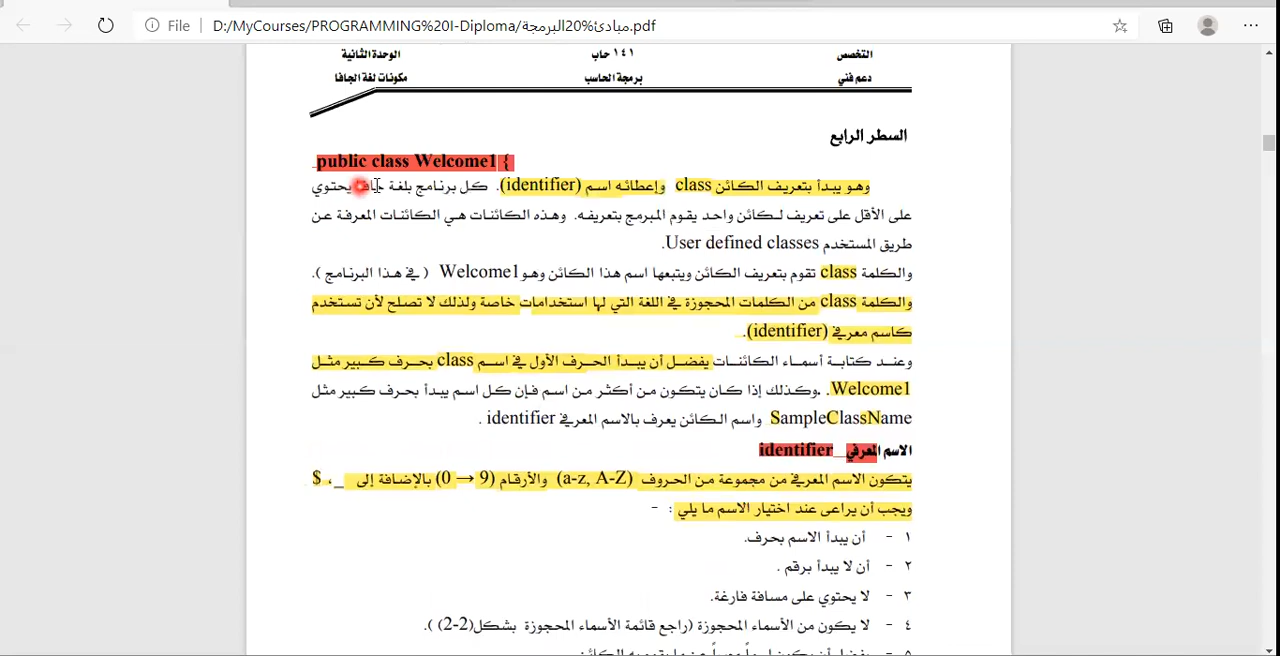 File D:/MyCourses/PROGRAMMING%20I-Diploma/مبادئ%20البرمجة.pdf
التخصص ١٤١ حاب الوحدة الثانية
دعم فني برمجة الحاسب مكونات لغة الجافا
السطر الرابع
public class Welcome1 {
وهو يبدأ بتعريف الكائن class وإعطائه اسم (identifier). كل برنامج بلغة جافا يحتوي
على الأقل على تعريف لكائن واحد يقوم المبرمج بتعريفه. وهذه الكائنات هي الكائنات المعرفة عن
طريق المستخدم User defined classes.
والكلمة class تقوم بتعريف الكائن ويتبعها اسم هذا الكائن وهو Welcome1 ( في هذا البرنامج ).
والكلمة class من الكلمات المحجوزة في اللغة التي لها استخدامات خاصة ولذلك لا تصلح لأن تستخدم
كاسم معرفي (identifier).
وعند كتابة أسماء الكائنات يفضل أن يبدأ الحرف الأول في اسم class بحرف كبير مثل
Welcome1. .وكذلك إذا كان يتكون من أكثر من اسم فإن كل اسم يبدأ بحرف كبير مثل
SampleClassName واسم الكائن يعرف بالاسم المعرفي identifier .
الاسم المعرفي identifier
يتكون الاسم المعرفي من مجموعة من الحروف (a-z, A-Z) والأرقام (9 → 0) بالإضافة إلى _ ، $
ويجب أن يراعى عند اختيار الاسم ما يلي : -
١ - أن يبدأ الاسم بحرف.
٢ - أن لا يبدأ برقم .
٣ - لا يحتوي على مسافة فارغة.
٤ - لا يكون من الأسماء المحجوزة (راجع قائمة الأسماء المحجوزة بشكل(2-2) ).